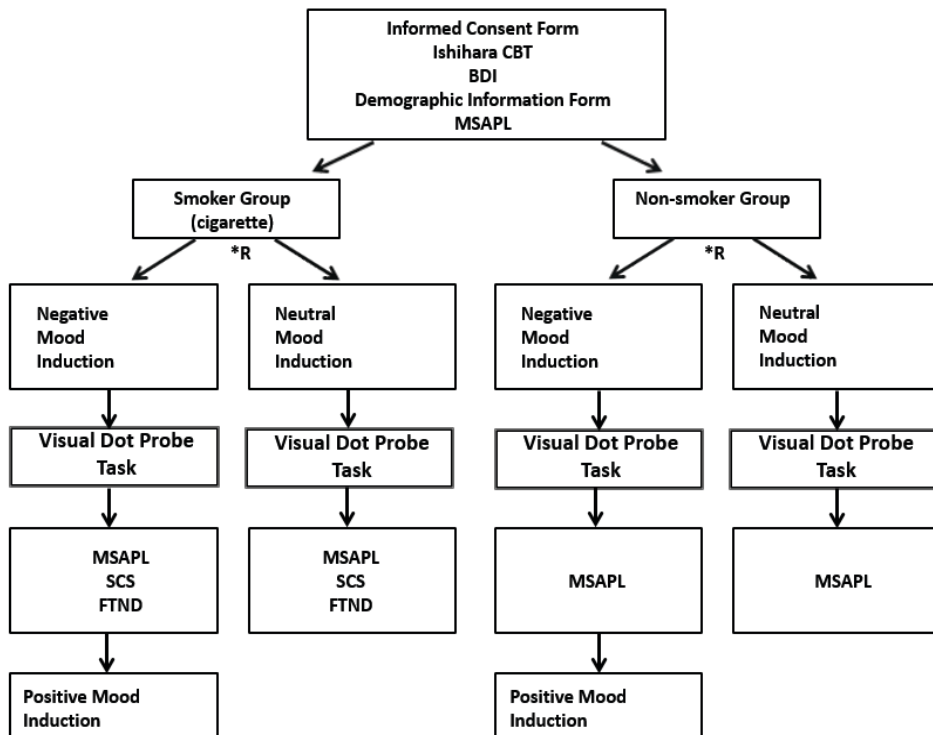 Informed Consent Form
Ishihara CBT
BDI
Demographic Information Form
MSAPL
Smoker Group
(cigarette)
Non-smoker Group
*R
*R
Negative
Mood
Induction
Neutral
Mood
Induction
Negative
Mood
Induction
Neutral
Mood
Induction
Visual Dot Probe
Task
Visual Dot Probe
Task
Visual Dot Probe
Task
Visual Dot Probe
Task
MSAPL
SCS
FTND
MSAPL
SCS
FTND
MSAPL
MSAPL
Positive Mood
Induction
Positive Mood
Induction